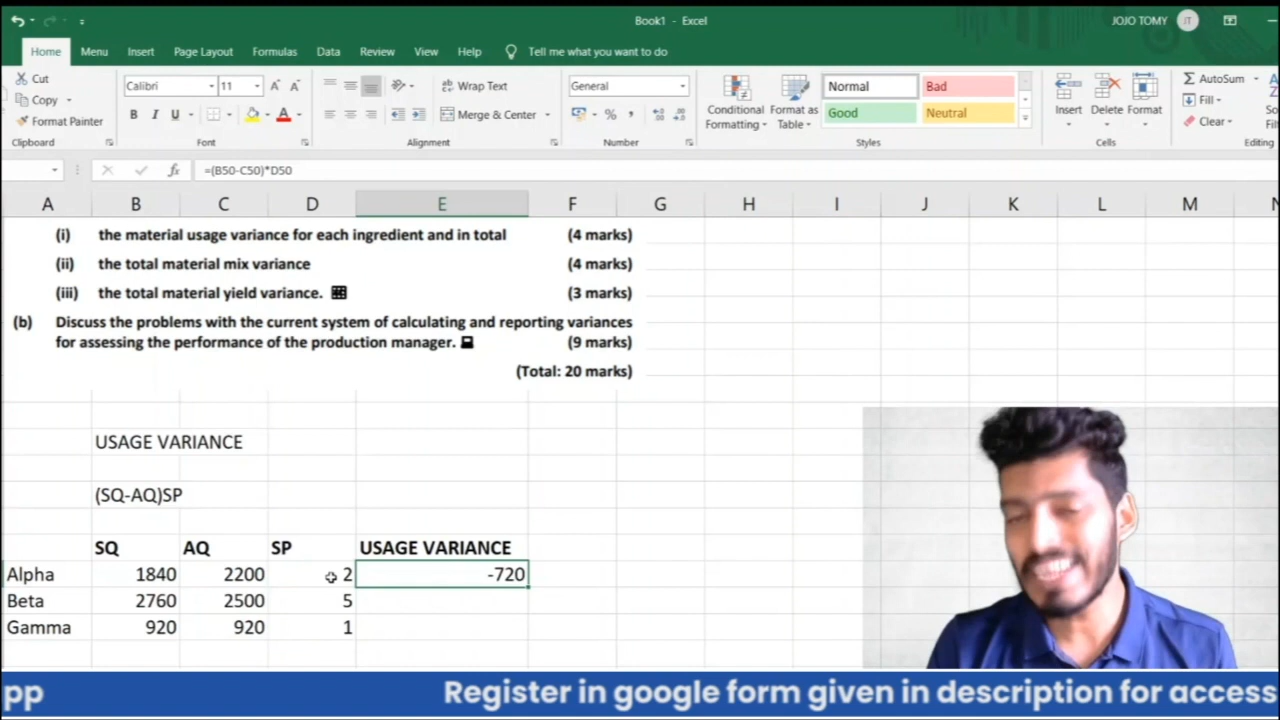 Book1 - Excel
JOJO TOMY
JT
Home Menu Insert Page Layout Formulas Data Review View Help Tell me what you want to do
Cut
Copy
Format Painter
Clipboard
Calibri 11
B I U
Font
Wrap Text
Merge & Center
Alignment
General
Number
Conditional Formatting
Format as Table
Normal Bad
Good Neutral
Styles
Insert Delete Format
Cells
AutoSum
Fill
Clear
Editing
fx =(B50-C50)*D50
A B C D E F G H I J K L M N
(i) the material usage variance for each ingredient and in total (4 marks)
(ii) the total material mix variance (4 marks)
(iii) the total material yield variance. (3 marks)
(b) Discuss the problems with the current system of calculating and reporting variances
for assessing the performance of the production manager. (9 marks)
(Total: 20 marks)
USAGE VARIANCE
(SQ-AQ)SP
SQ AQ SP USAGE VARIANCE
Alpha 1840 2200 2 -720
Beta 2760 2500 5
Gamma 920 920 1
pp Register in google form given in description for access